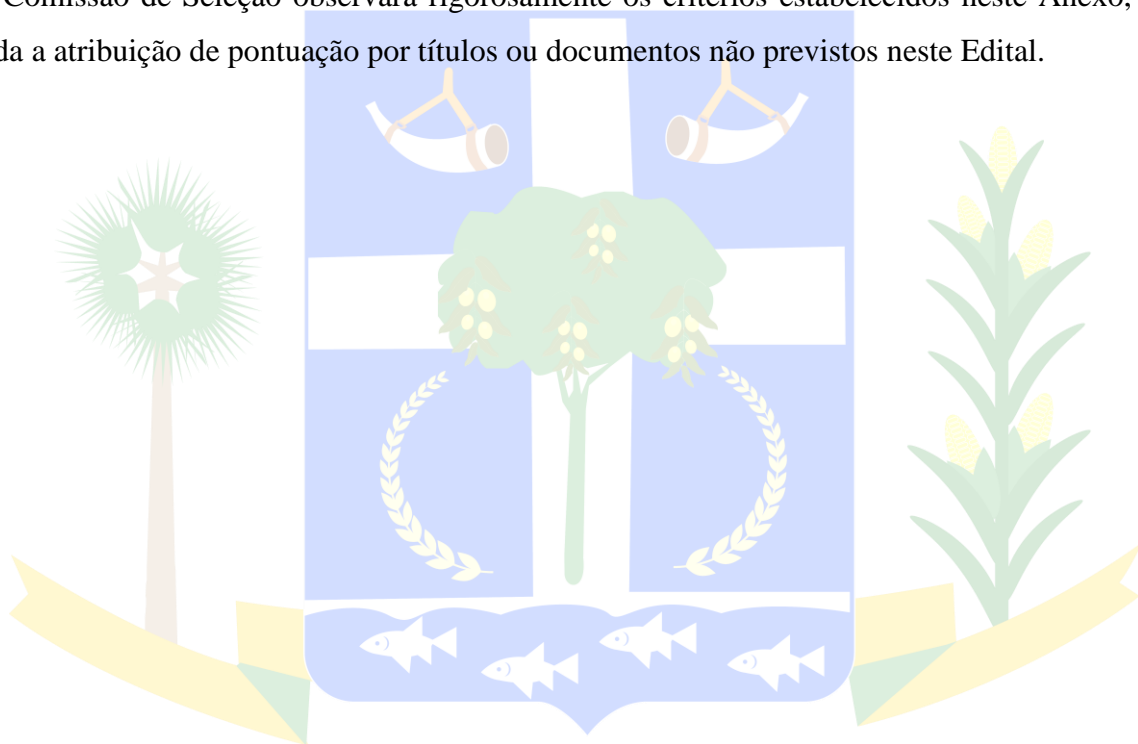 Comissão de Seleção observará rigorosamente os critérios estabelecidos neste Anexo,
a atribuição de pontuação por títulos ou documentos não previstos neste Edital.